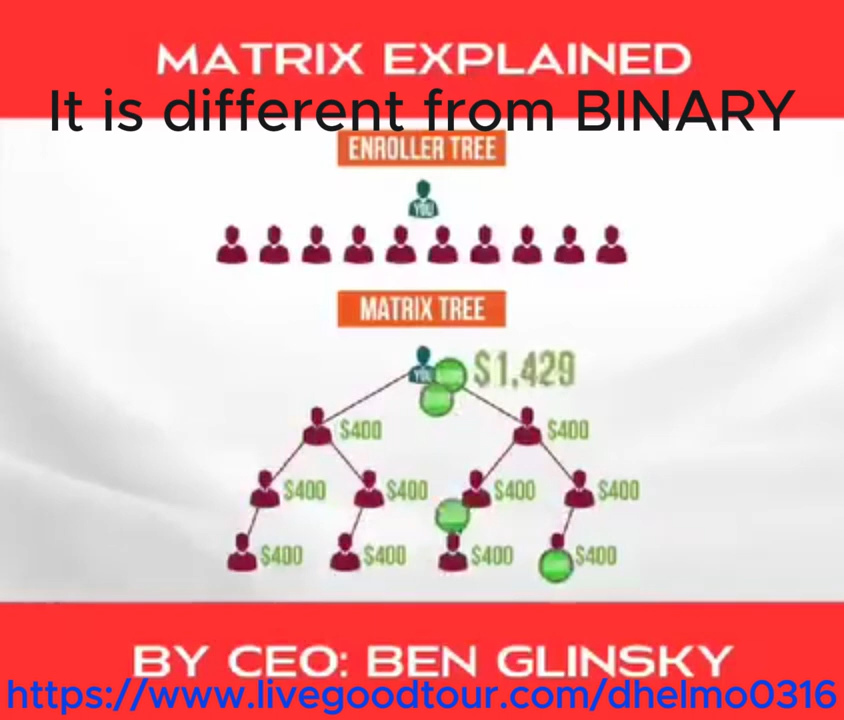 MATRIX EXPLAINED
It is different from BINARY
ENROLLER TREE
YOU
MATRIX TREE
YOU $1,429
$400 $400
$400 $400 $400 $400
$400 $400 $400 $400
BY CEO: BEN GLINSKY
https://www.livegoodtour.com/dhelmo0316